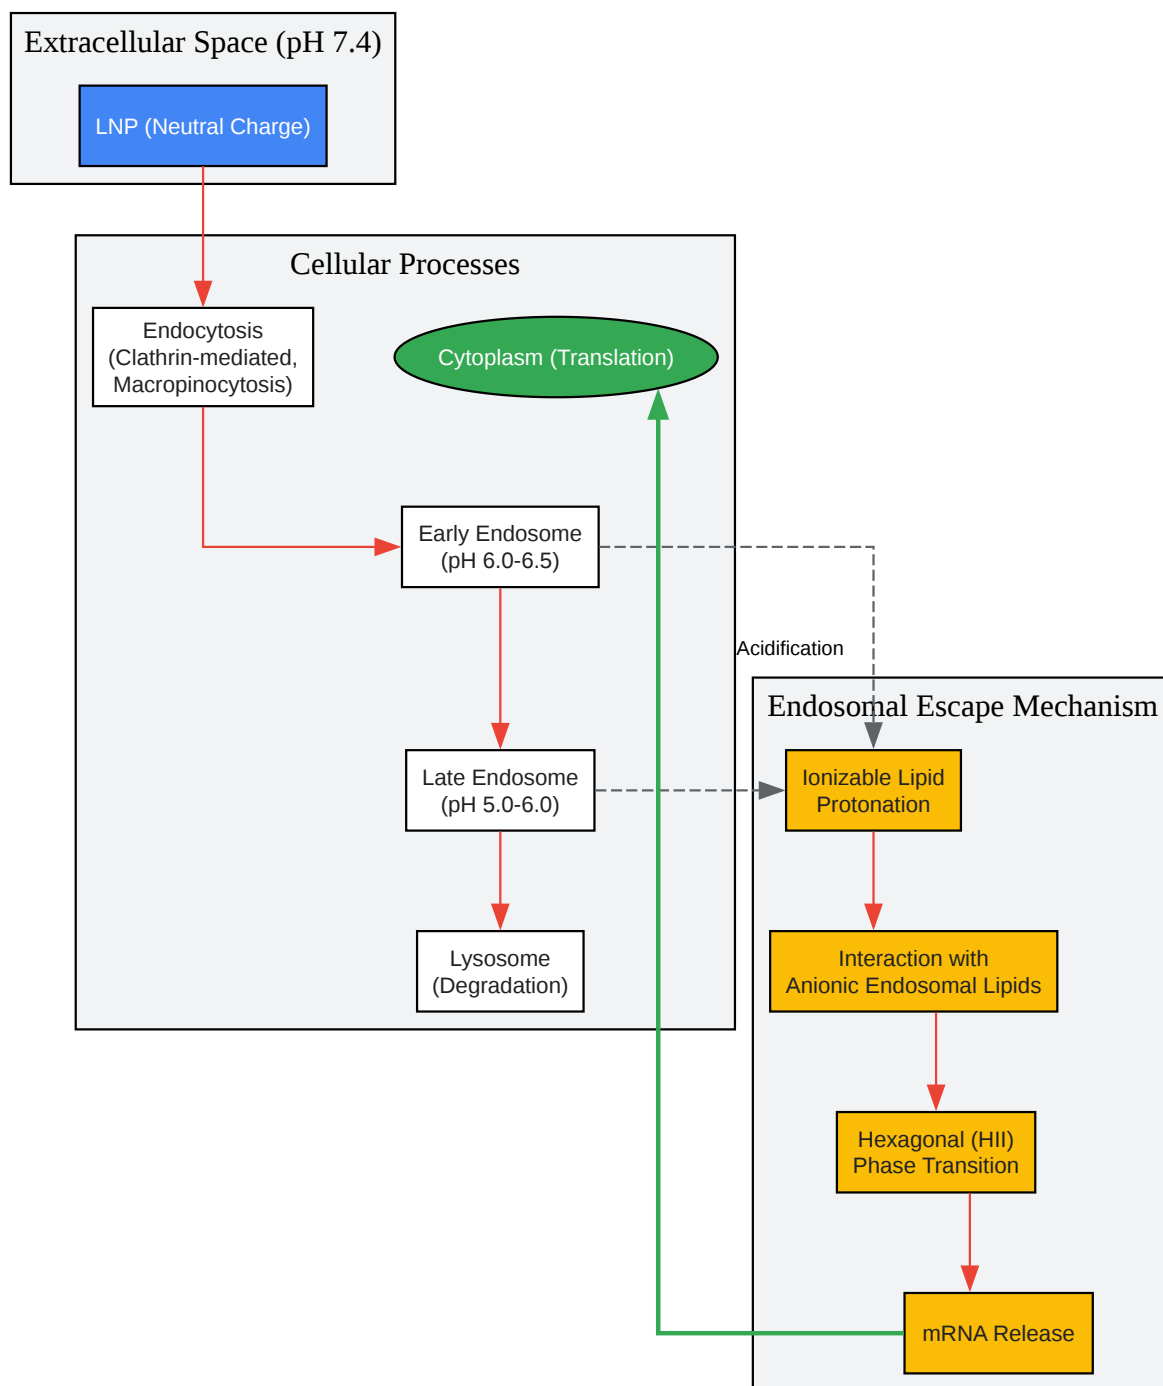 Extracellular Space (pH 7.4)
LNP (Neutral Charge)
Cellular Processes
Endocytosis
(Clathrin-mediated,
Macropinocytosis)
Cytoplasm (Translation)
Early Endosome
(pH 6.0-6.5)
Acidification
Endosomal Escape Mechanism
Late Endosome
(pH 5.0-6.0)
Ionizable Lipid
Protonation
Lysosome
(Degradation)
Interaction with
Anionic Endosomal Lipids
Hexagonal (HII)
Phase Transition
mRNA Release